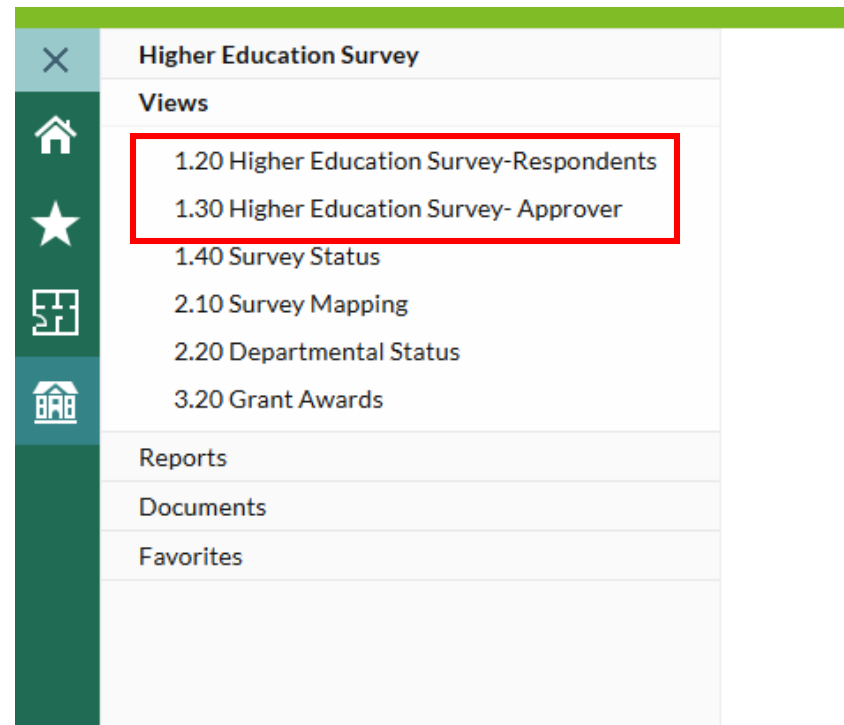 Higher Education Survey
Views
1.20 Higher Education Survey-Respondents
1.30 Higher Education Survey- Approver
1.40 Survey Status
2.10 Survey Mapping
2.20 Departmental Status
3.20 Grant Awards
Reports
Documents
Favorites